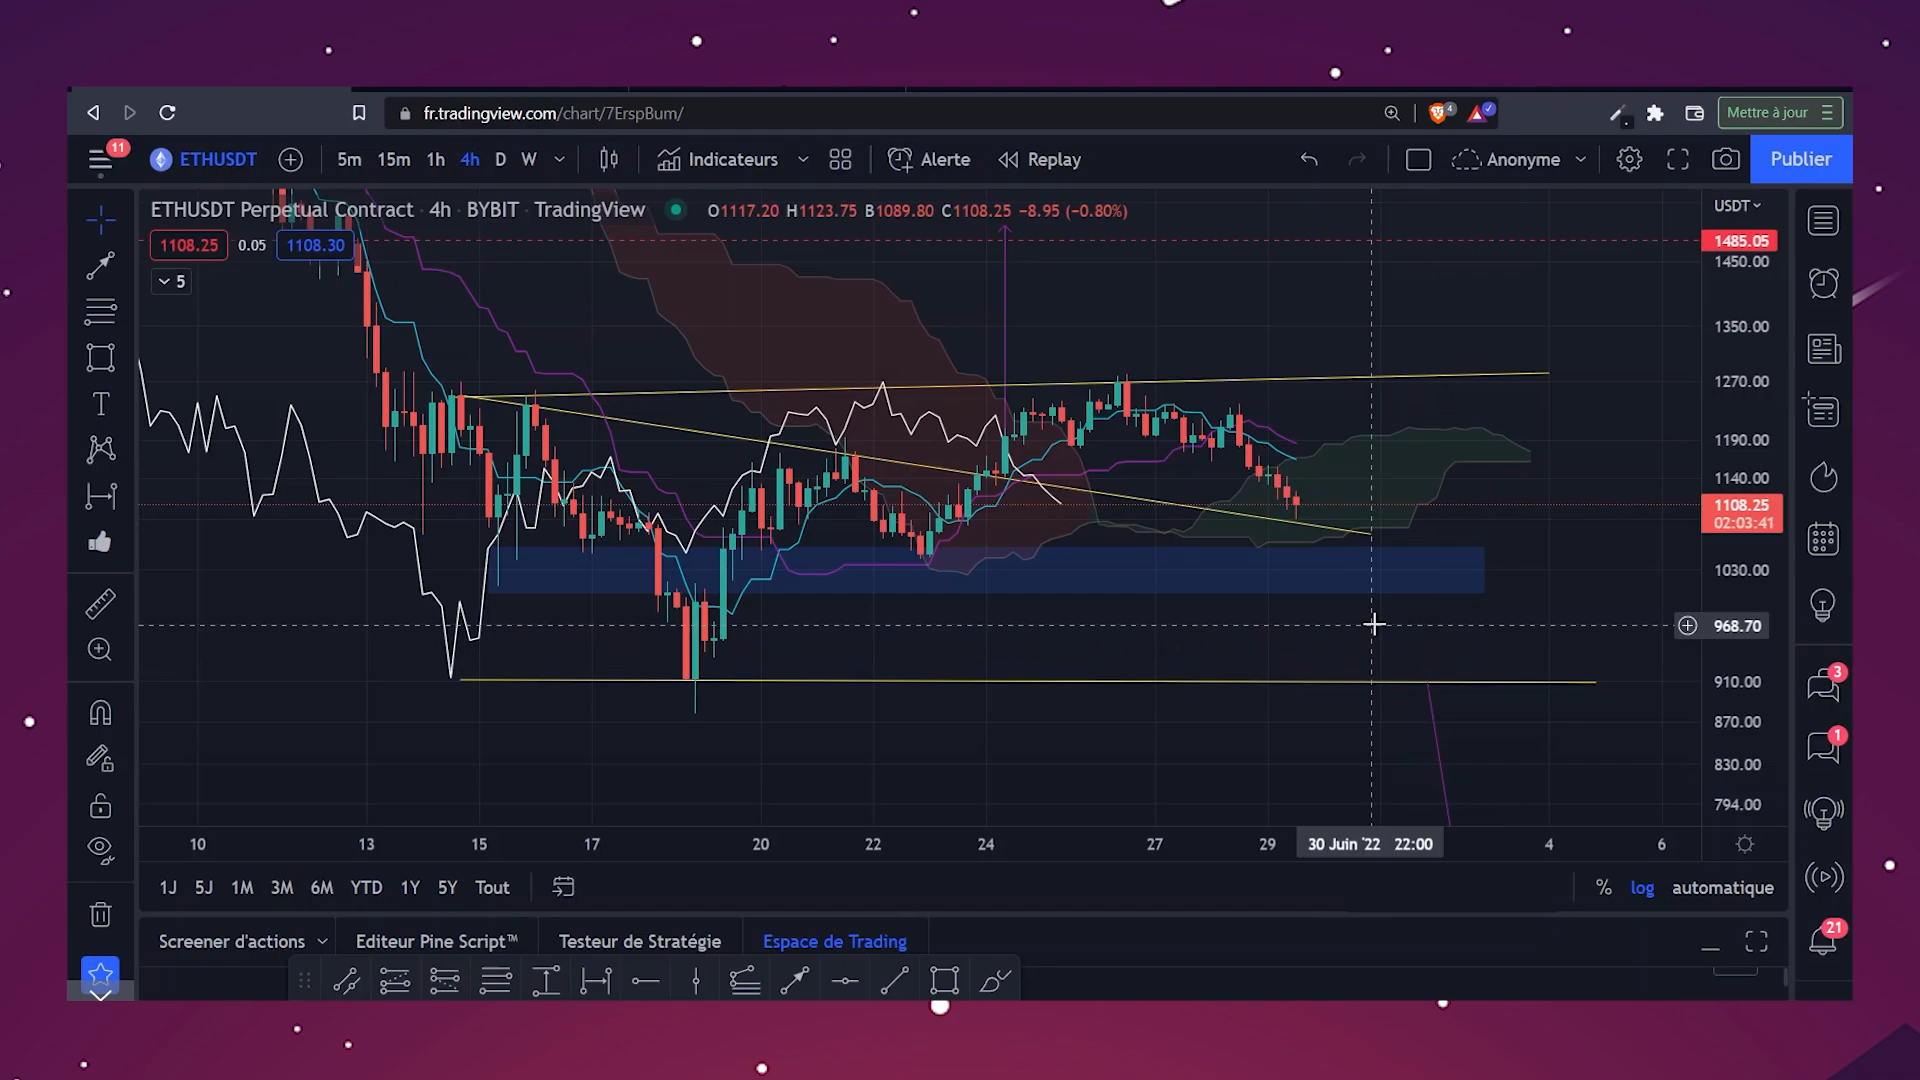 fr.tradingview.com/chart/7ErspBum/
4
Mettre à jour
11
ETHUSDT
5m 15m 1h 4h D W
Indicateurs
Alerte
Replay
Anonyme
Publier
ETHUSDT Perpetual Contract · 4h · BYBIT · TradingView
O1117.20 H1123.75 B1089.80 C1108.25 −8.95 (−0.80%)
USDT
1108.25 0.05 1108.30
5
1485.05
1450.00
1350.00
1270.00
1190.00
1140.00
1108.25
02:03:41
1030.00
968.70
910.00
870.00
830.00
794.00
3
1
21
10 13 15 17 20 22 24 27 29 30 Juin '22 22:00 4 6
1J 5J 1M 3M 6M YTD 1Y 5Y Tout
% log automatique
Screener d'actions
Editeur Pine Script™
Testeur de Stratégie
Espace de Trading